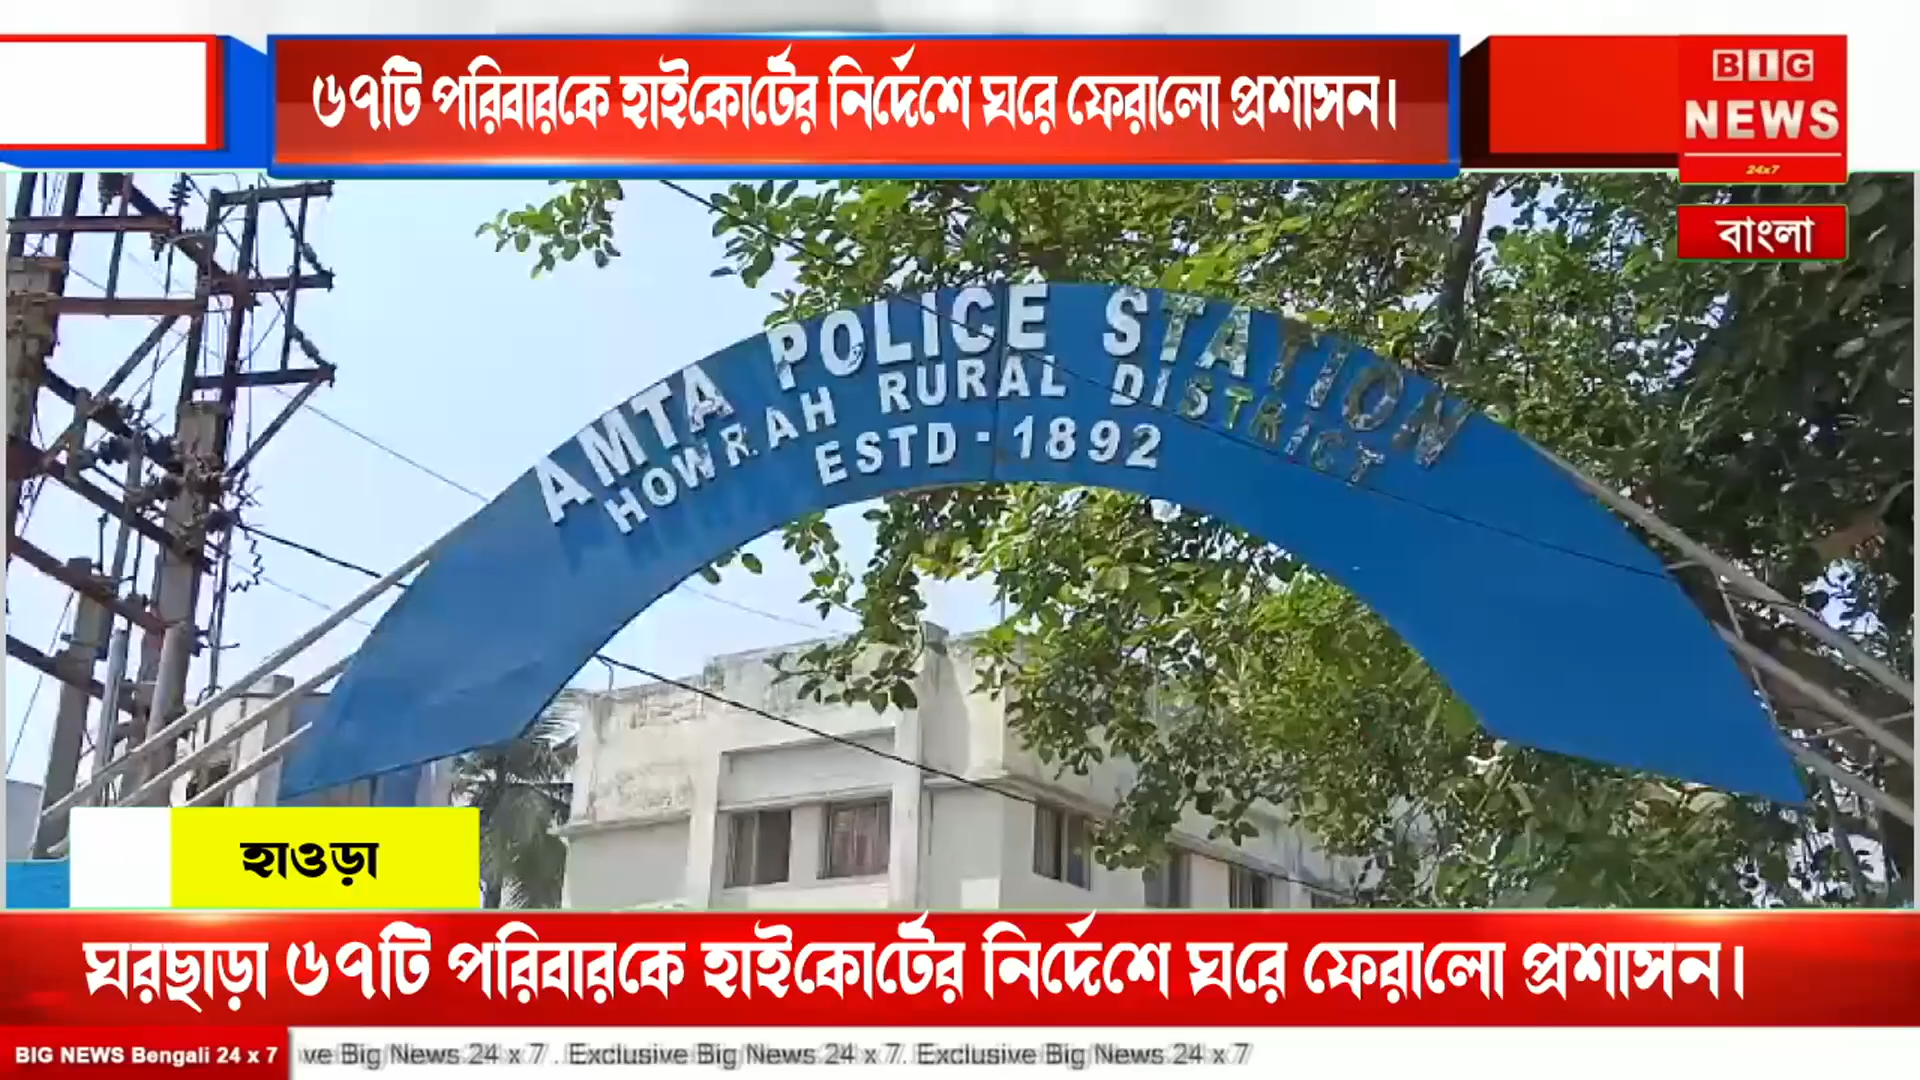 ৬৭টি পরিবারকে হাইকোর্টের নির্দেশে ঘরে ফেরালো প্রশাসন।
BIG
NEWS
24x7
বাংলা
AMTA POLICE STATION
HOWRAH RURAL DISTRICT
ESTD - 1892
হাওড়া
ঘরছাড়া ৬৭টি পরিবারকে হাইকোর্টের নির্দেশে ঘরে ফেরালো প্রশাসন।
BIG NEWS Bengali 24 x 7
ve Big News 24 x 7 . Exclusive Big News 24 x 7. Exclusive Big News 24 x 7